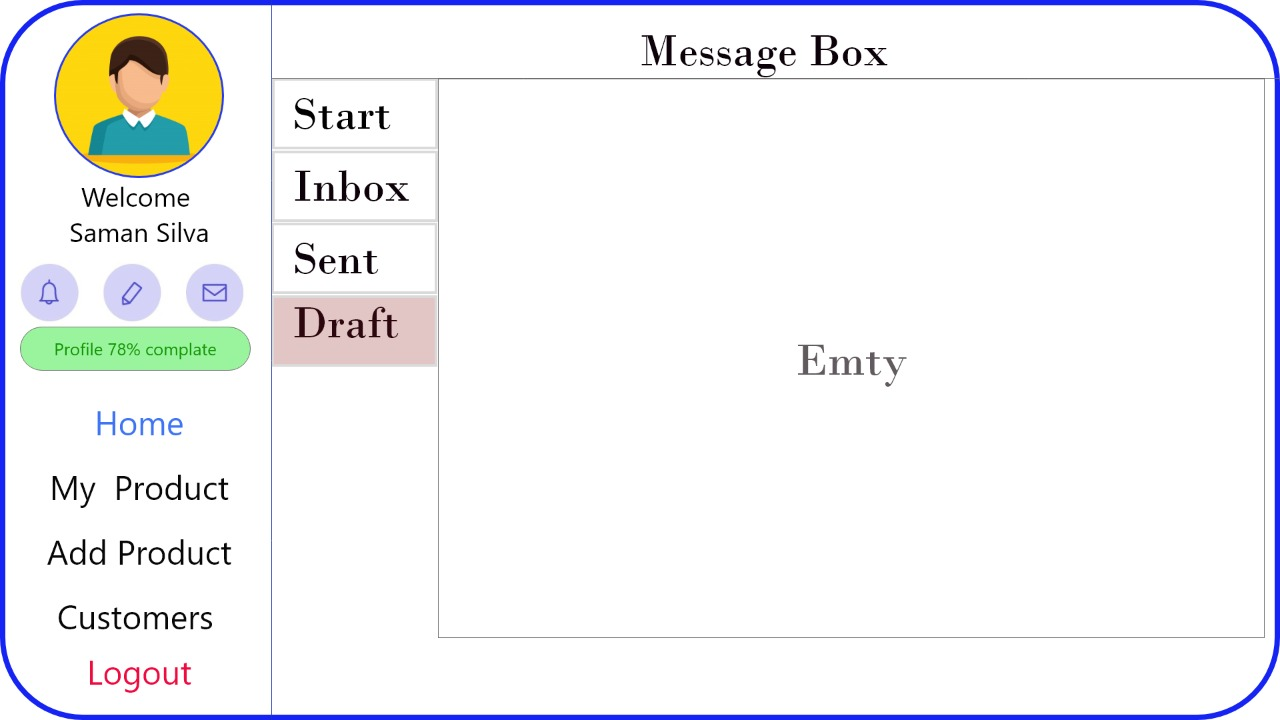 Welcome
Saman Silva
Profile 78% complate
Home
My Product
Add Product
Customers
Logout
Message Box
Start
Inbox
Sent
Draft
Emty